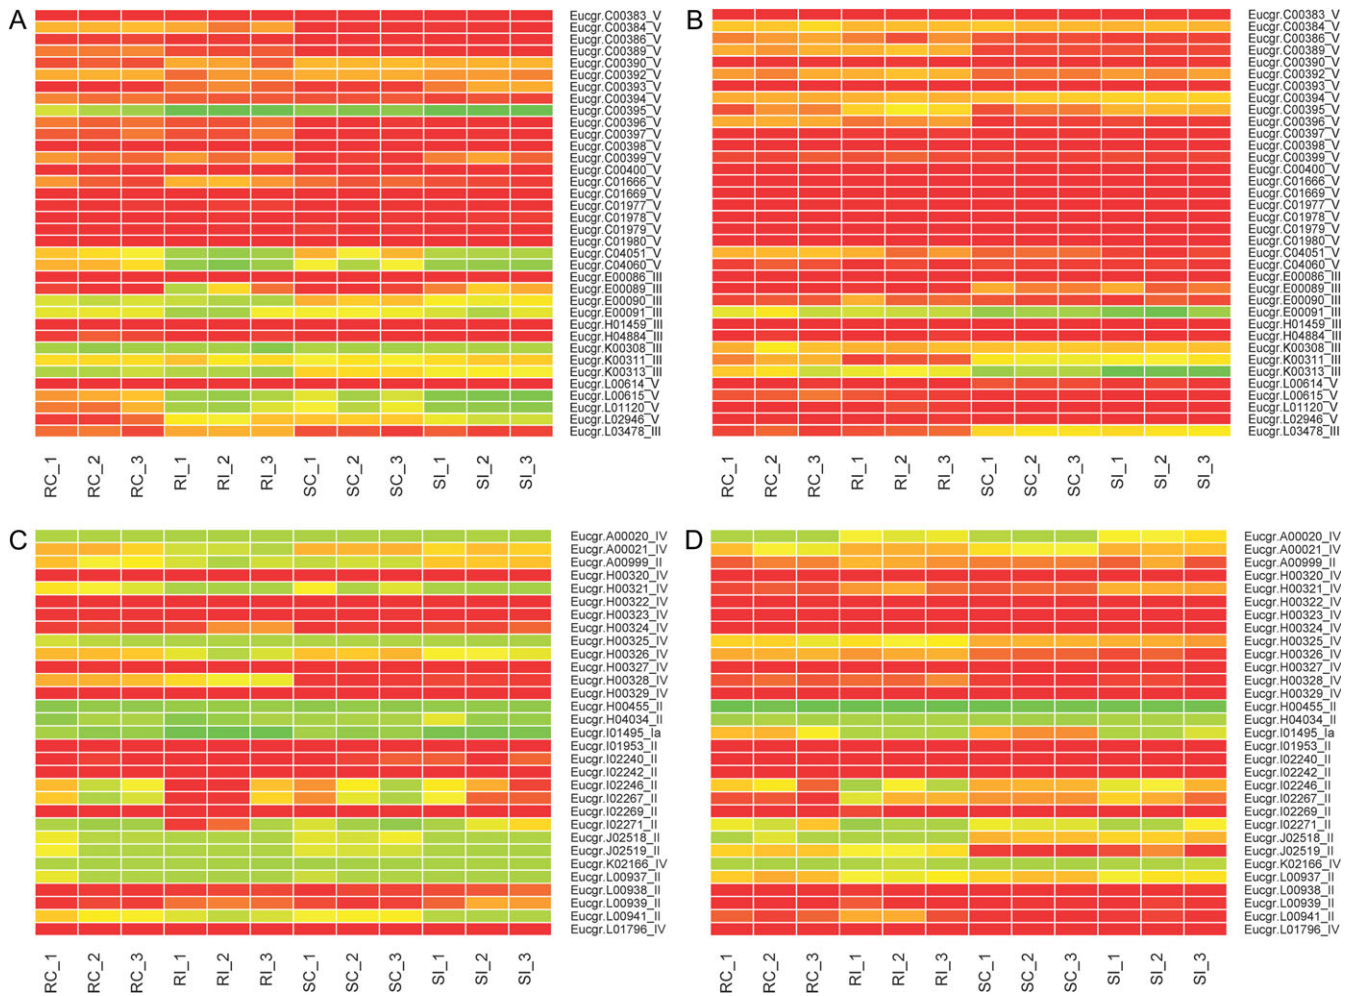 A
Eucgr.C00383_V
Eucgr.C00384_V
Eucgr.C00386_V
Eucgr.C00389_V
Eucgr.C00390_V
Eucgr.C00392_V
Eucgr.C00393_V
Eucgr.C00394_V
Eucgr.C00395_V
Eucgr.C00396_V
Eucgr.C00397_V
Eucgr.C00398_V
Eucgr.C00399_V
Eucgr.C00400_V
Eucgr.C01666_V
Eucgr.C01669_V
Eucgr.C01977_V
Eucgr.C01978_V
Eucgr.C01979_V
Eucgr.C01980_V
Eucgr.C04051_V
Eucgr.C04060_V
Eucgr.E00086_III
Eucgr.E00089_III
Eucgr.E00090_III
Eucgr.E00091_III
Eucgr.H01459_III
Eucgr.H04884_III
Eucgr.K00308_III
Eucgr.K00311_III
Eucgr.K00313_III
Eucgr.L00614_V
Eucgr.L00615_V
Eucgr.L01120_V
Eucgr.L02946_V
Eucgr.L03478_III
RC_1
RC_2
RC_3
RI_1
RI_2
RI_3
SC_1
SC_2
SC_3
SI_1
SI_2
SI_3
B
Eucgr.C00383_V
Eucgr.C00384_V
Eucgr.C00386_V
Eucgr.C00389_V
Eucgr.C00390_V
Eucgr.C00392_V
Eucgr.C00393_V
Eucgr.C00394_V
Eucgr.C00395_V
Eucgr.C00396_V
Eucgr.C00397_V
Eucgr.C00398_V
Eucgr.C00399_V
Eucgr.C00400_V
Eucgr.C01666_V
Eucgr.C01669_V
Eucgr.C01977_V
Eucgr.C01978_V
Eucgr.C01979_V
Eucgr.C01980_V
Eucgr.C04051_V
Eucgr.C04060_V
Eucgr.E00086_III
Eucgr.E00089_III
Eucgr.E00090_III
Eucgr.E00091_III
Eucgr.H01459_III
Eucgr.H04884_III
Eucgr.K00308_III
Eucgr.K00311_III
Eucgr.K00313_III
Eucgr.L00614_V
Eucgr.L00615_V
Eucgr.L01120_V
Eucgr.L02946_V
Eucgr.L03478_III
RC_1
RC_2
RC_3
RI_1
RI_2
RI_3
SC_1
SC_2
SC_3
SI_1
SI_2
SI_3
C
Eucgr.A00020_IV
Eucgr.A00021_IV
Eucgr.A00999_II
Eucgr.H00320_IV
Eucgr.H00321_IV
Eucgr.H00322_IV
Eucgr.H00323_IV
Eucgr.H00324_IV
Eucgr.H00325_IV
Eucgr.H00326_IV
Eucgr.H00327_IV
Eucgr.H00328_IV
Eucgr.H00329_IV
Eucgr.H00455_II
Eucgr.H04034_II
Eucgr.I01495_Ia
Eucgr.I01953_II
Eucgr.I02240_II
Eucgr.I02242_II
Eucgr.I02246_II
Eucgr.I02267_II
Eucgr.I02269_II
Eucgr.I02271_II
Eucgr.J02518_II
Eucgr.J02519_II
Eucgr.K02166_IV
Eucgr.L00937_II
Eucgr.L00938_II
Eucgr.L00939_II
Eucgr.L00941_II
Eucgr.L01796_IV
RC_1
RC_2
RC_3
RI_1
RI_2
RI_3
SC_1
SC_2
SC_3
SI_1
SI_2
SI_3
D
Eucgr.A00020_IV
Eucgr.A00021_IV
Eucgr.A00999_II
Eucgr.H00320_IV
Eucgr.H00321_IV
Eucgr.H00322_IV
Eucgr.H00323_IV
Eucgr.H00324_IV
Eucgr.H00325_IV
Eucgr.H00326_IV
Eucgr.H00327_IV
Eucgr.H00328_IV
Eucgr.H00329_IV
Eucgr.H00455_II
Eucgr.H04034_II
Eucgr.I01495_Ia
Eucgr.I01953_II
Eucgr.I02240_II
Eucgr.I02242_II
Eucgr.I02246_II
Eucgr.I02267_II
Eucgr.I02269_II
Eucgr.I02271_II
Eucgr.J02518_II
Eucgr.J02519_II
Eucgr.K02166_IV
Eucgr.L00937_II
Eucgr.L00938_II
Eucgr.L00939_II
Eucgr.L00941_II
Eucgr.L01796_IV
RC_1
RC_2
RC_3
RI_1
RI_2
RI_3
SC_1
SC_2
SC_3
SI_1
SI_2
SI_3